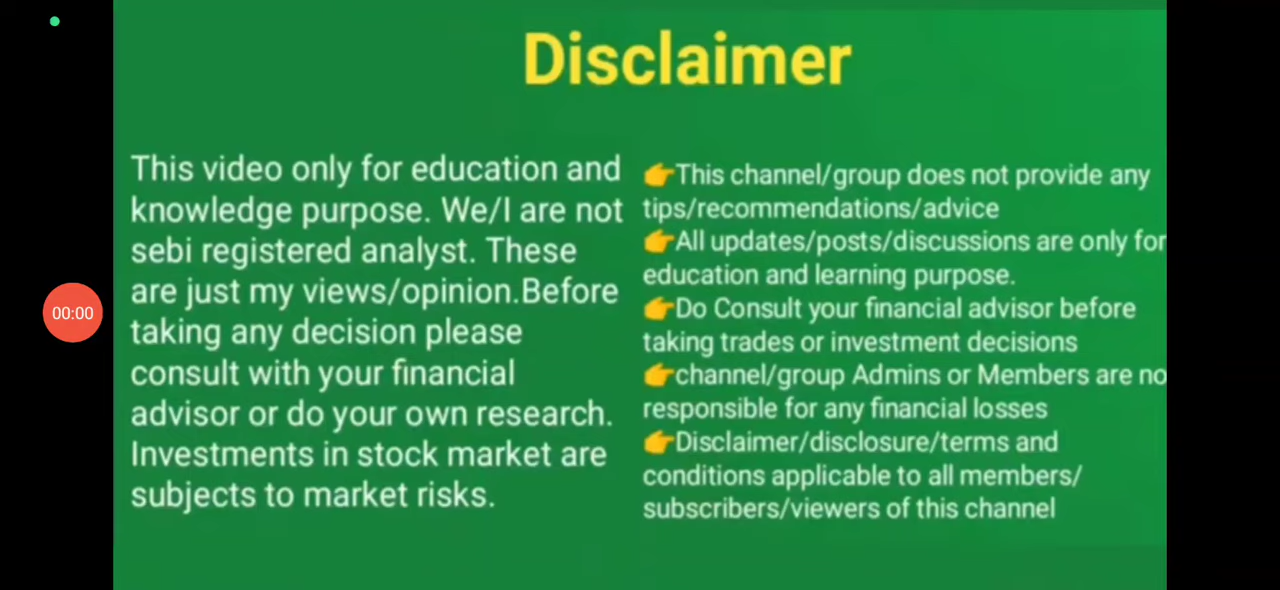 Disclaimer
This video only for education and
knowledge purpose. We/I are not
sebi registered analyst. These
are just my views/opinion.Before
taking any decision please
consult with your financial
advisor or do your own research.
Investments in stock market are
subjects to market risks.
👉This channel/group does not provide any
tips/recommendations/advice
👉All updates/posts/discussions are only for
education and learning purpose.
👉Do Consult your financial advisor before
taking trades or investment decisions
👉channel/group Admins or Members are no
responsible for any financial losses
👉Disclaimer/disclosure/terms and
conditions applicable to all members/
subscribers/viewers of this channel
00:00